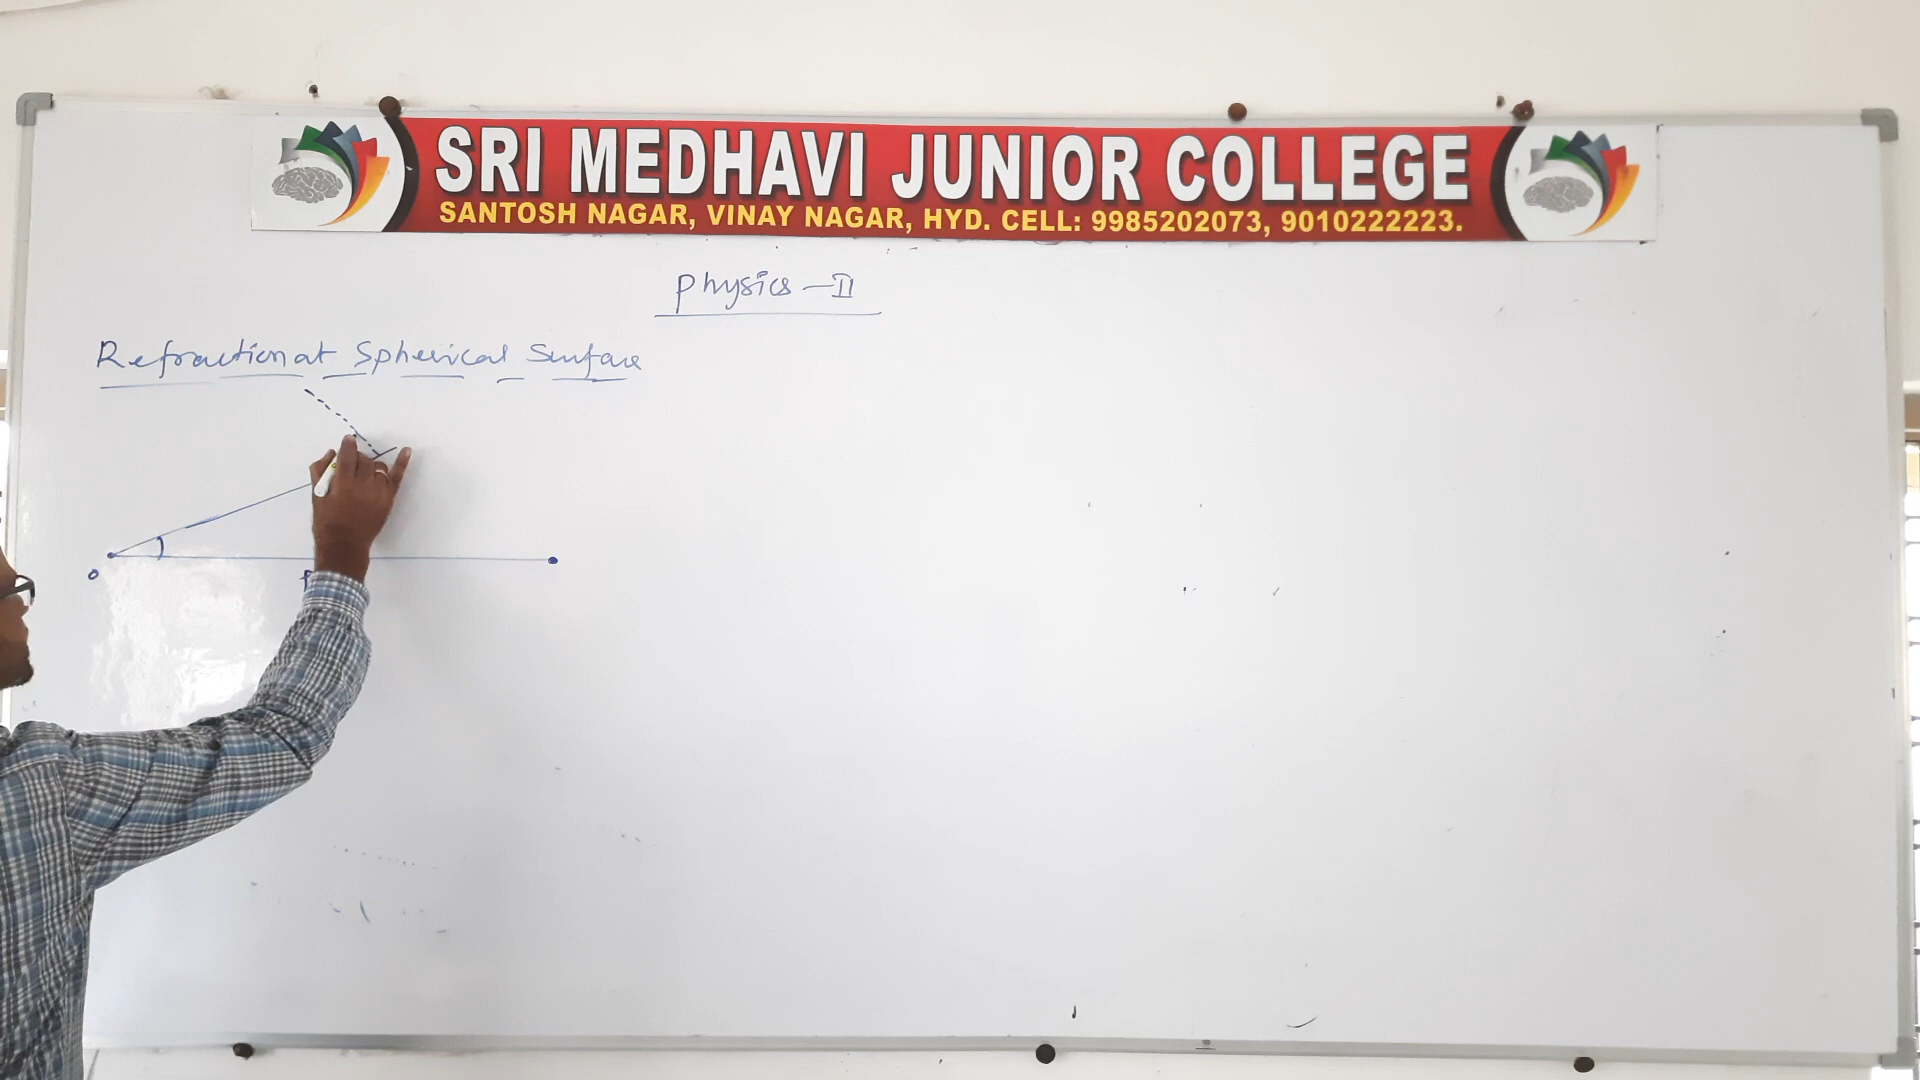 SRI MEDHAVI JUNIOR COLLEGE
SANTOSH NAGAR, VINAY NAGAR, HYD. CELL: 9985202073, 9010222223.
Physics - II
Refraction at Spherical Surface
O